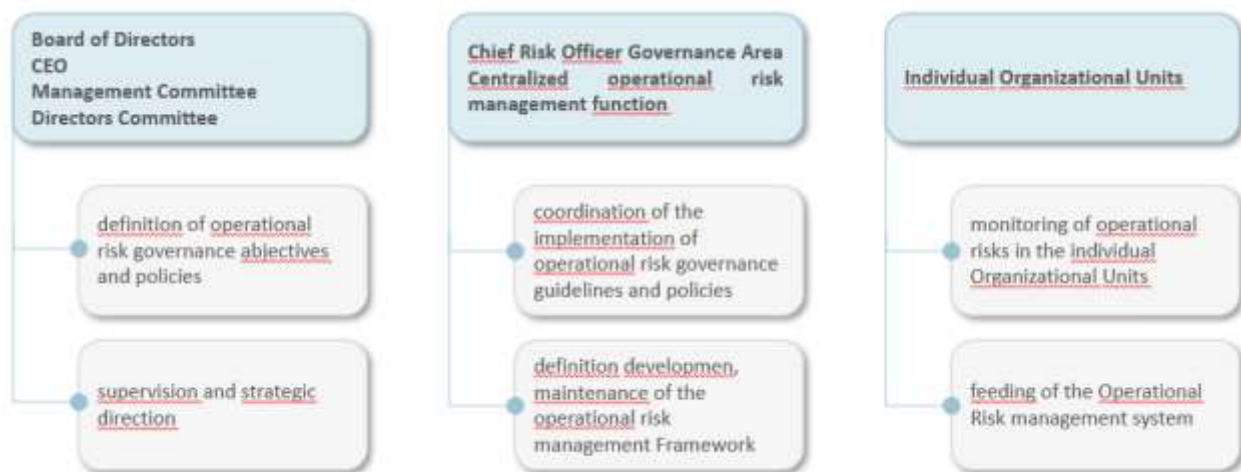 Board of Directors
CEO
Management Committee
Directors Committee
definition of operational
risk governance abjectives
and policies
supervision and strategic
direction
Chief Risk Officer Governance Area
Centralized operational risk
management function
coordination of the
implementation of
operational risk governance
guidelines and policies
definition developmen,
maintenance of the
operational risk
management Framework
Individual Organizational Units
monitoring of operational
risks in the individual
Organizational Units
feeding of the Operational
Risk management system